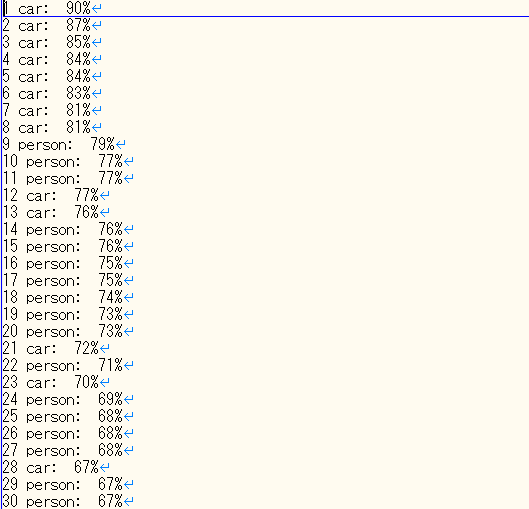 1 car:  90%↵
2 car:  87%↵
3 car:  85%↵
4 car:  84%↵
5 car:  84%↵
6 car:  83%↵
7 car:  81%↵
8 car:  81%↵
9 person:  79%↵
10 person:  77%↵
11 person:  77%↵
12 car:  77%↵
13 car:  76%↵
14 person:  76%↵
15 person:  76%↵
16 person:  75%↵
17 person:  75%↵
18 person:  74%↵
19 person:  73%↵
20 person:  73%↵
21 car:  72%↵
22 person:  71%↵
23 car:  70%↵
24 person:  69%↵
25 person:  68%↵
26 person:  68%↵
27 person:  68%↵
28 car:  67%↵
29 person:  67%↵
30 person:  67%↵